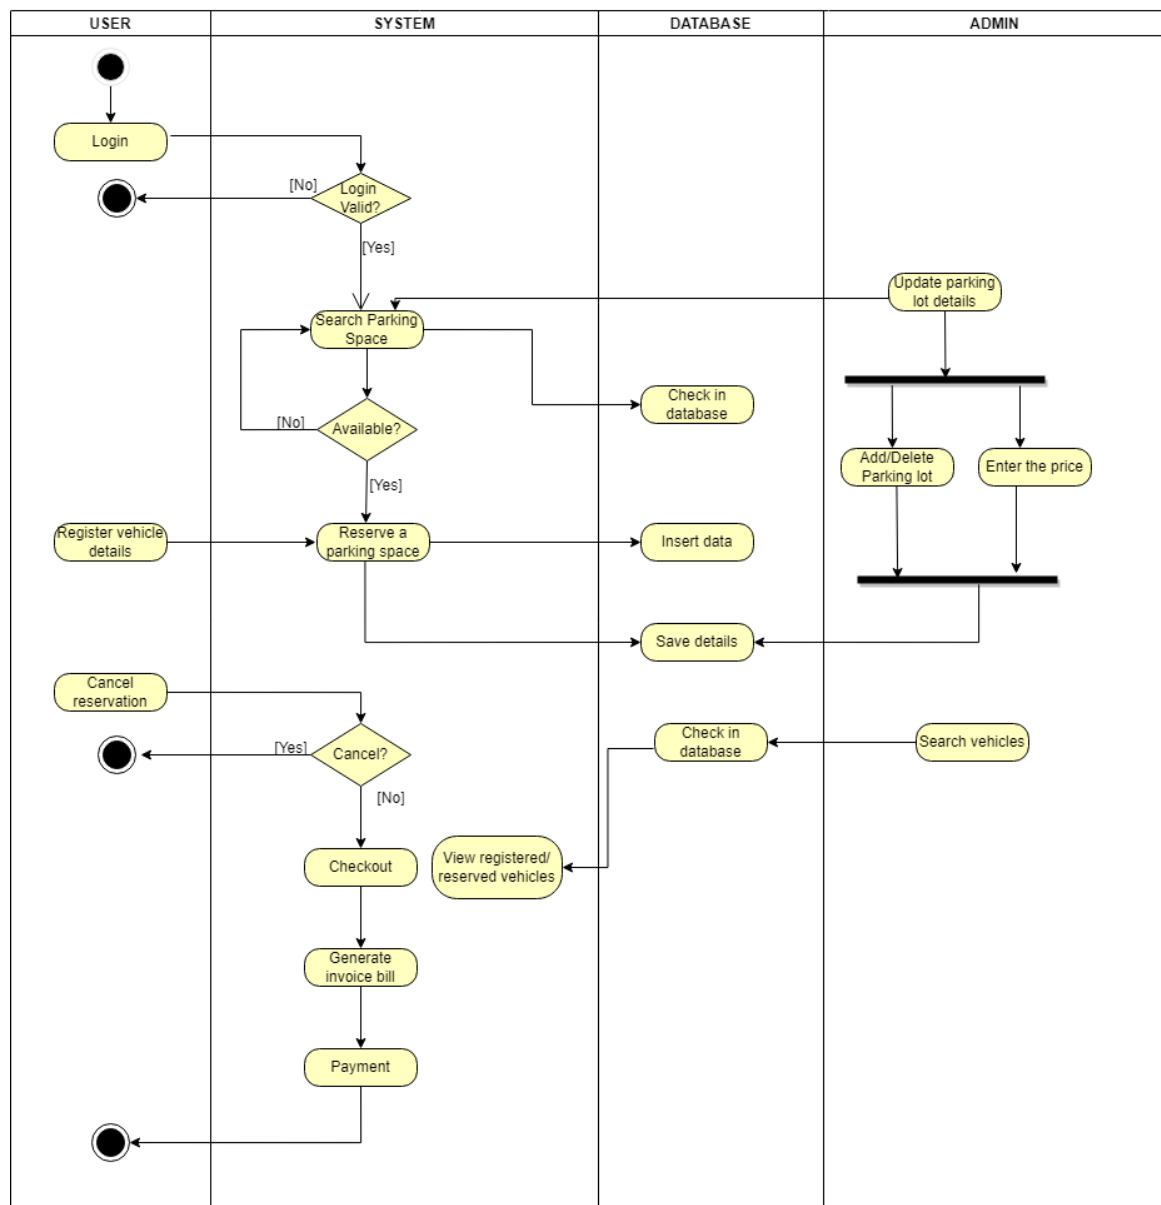 USER
SYSTEM
DATABASE
ADMIN
Login
[No]
Login
Valid?
[Yes]
Update parking
lot details
Search Parking
Space
Check in
database
[No]
Available?
Add/Delete
Parking lot
Enter the price
[Yes]
Register vehicle
details
Reserve a
parking space
Insert data
Save details
Cancel
reservation
[Yes]
Cancel?
Check in
database
Search vehicles
[No]
Checkout
View registered/
reserved vehicles
Generate
invoice bill
Payment